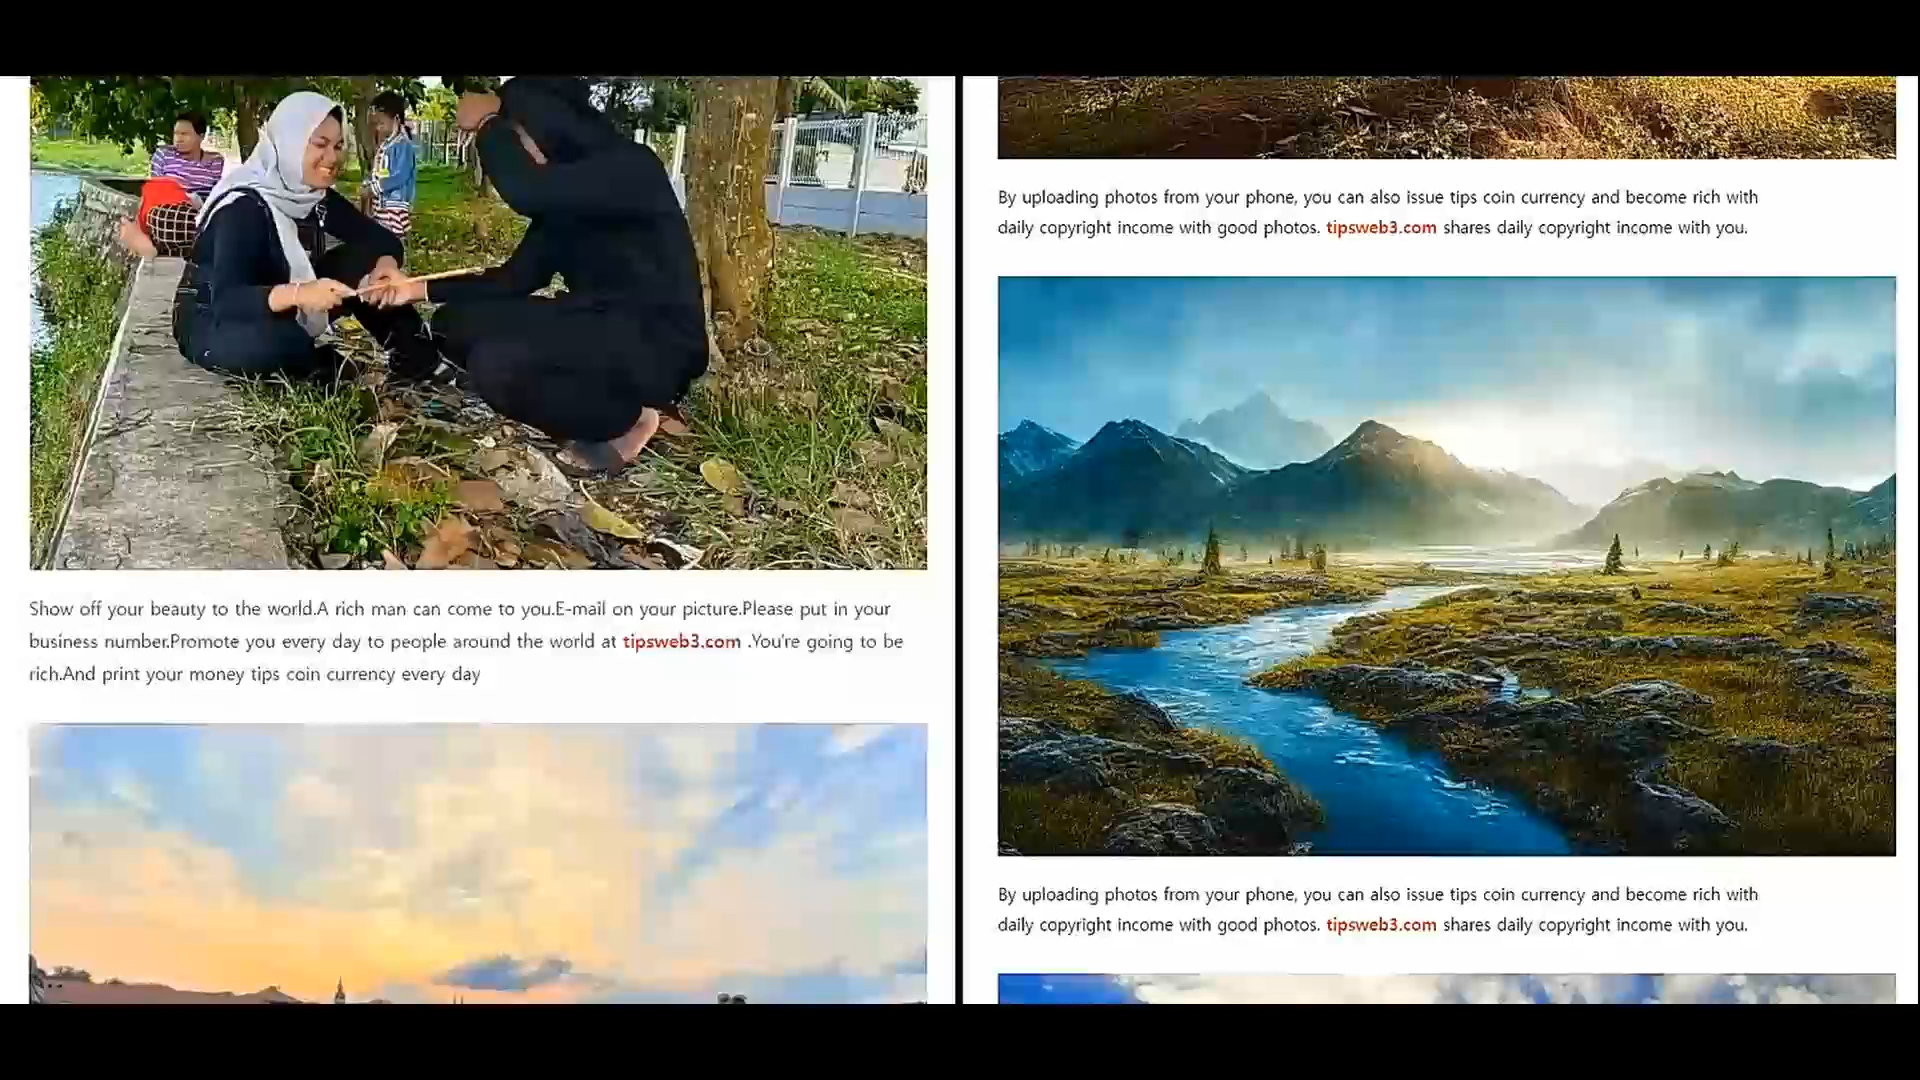 Show off your beauty to the world.A rich man can come to you.E-mail on your picture.Please put in your
business number.Promote you every day to people around the world at tipsweb3.com .You're going to be
rich.And print your money tips coin currency every day
By uploading photos from your phone, you can also issue tips coin currency and become rich with
daily copyright income with good photos. tipsweb3.com shares daily copyright income with you.
By uploading photos from your phone, you can also issue tips coin currency and become rich with
daily copyright income with good photos. tipsweb3.com shares daily copyright income with you.